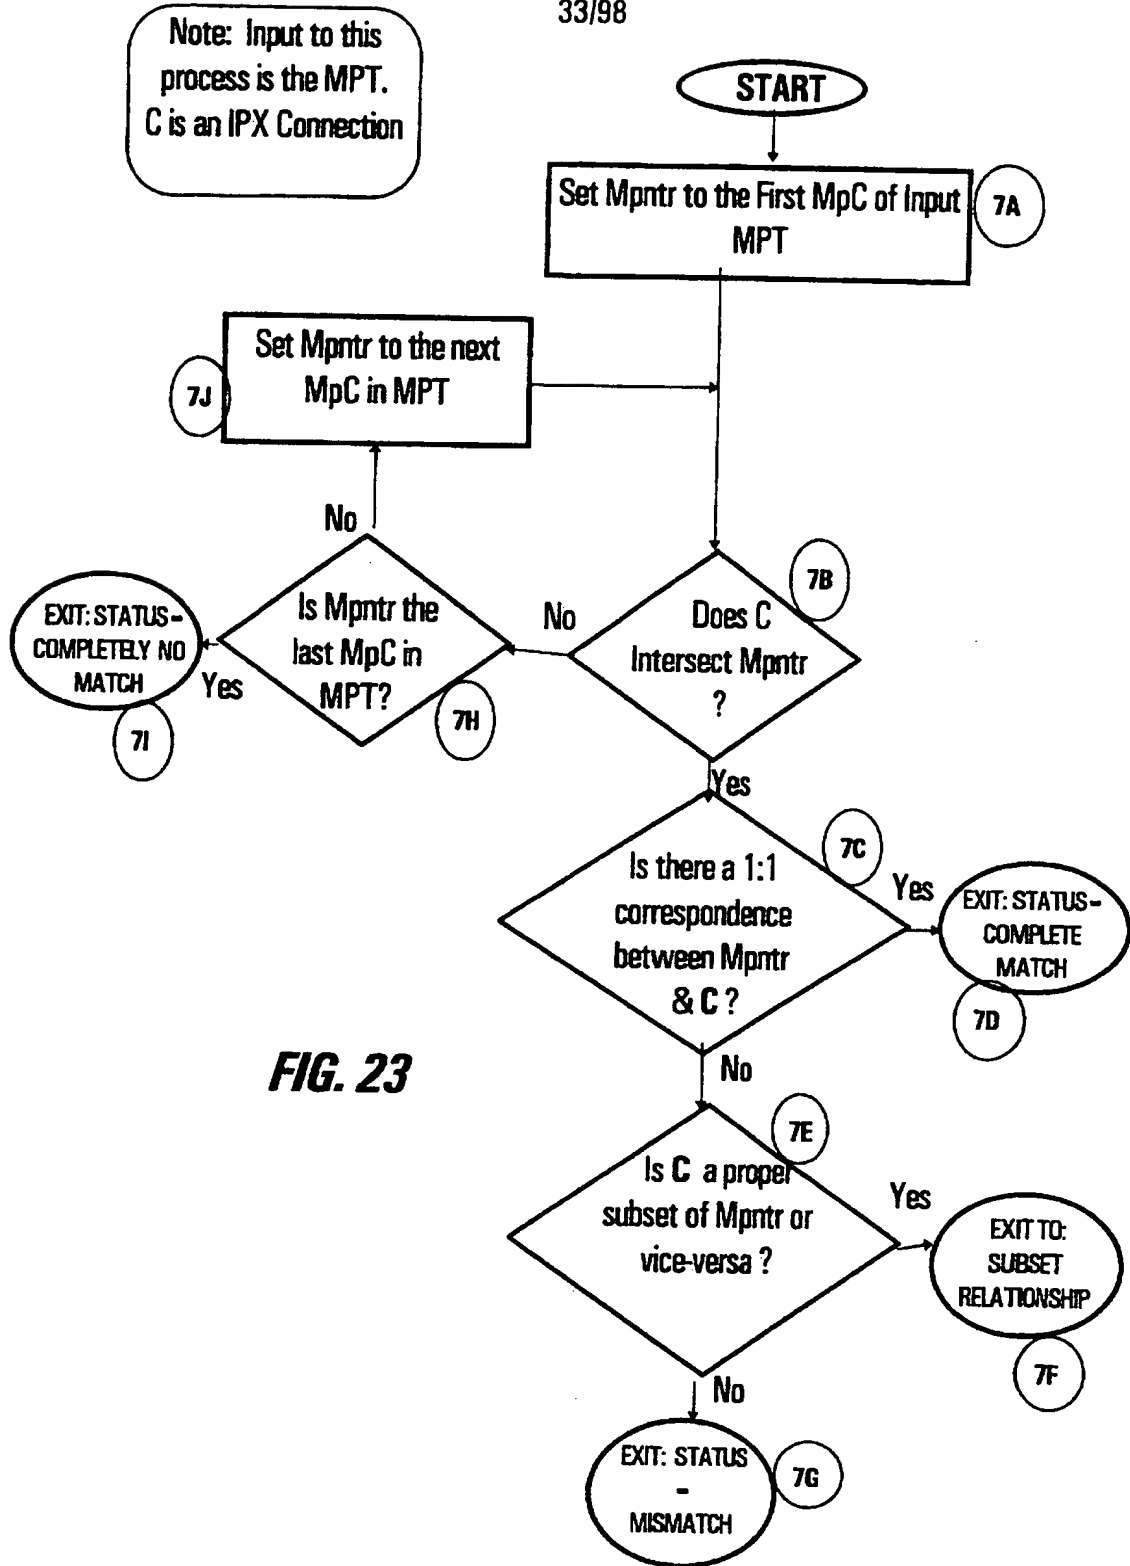 33/98
Note: Input to this
process is the MPT.
C is an IPX Connection
START
Set Mpntr to the First MpC of Input
MPT
7A
Set Mpntr to the next
MpC in MPT
7J
No
Is Mpntr the
last MpC in
MPT?
7H
EXIT: STATUS-
COMPLETELY NO
MATCH
Yes
7I
No
Does C
Intersect Mpntr
?
7B
Yes
Is there a 1:1
correspondence
between Mpntr
& C ?
7C
Yes
EXIT: STATUS-
COMPLETE
MATCH
7D
No
FIG. 23
Is C a proper
subset of Mpntr or
vice-versa ?
7E
Yes
EXIT TO:
SUBSET
RELATIONSHIP
7F
No
EXIT: STATUS
-
MISMATCH
7G